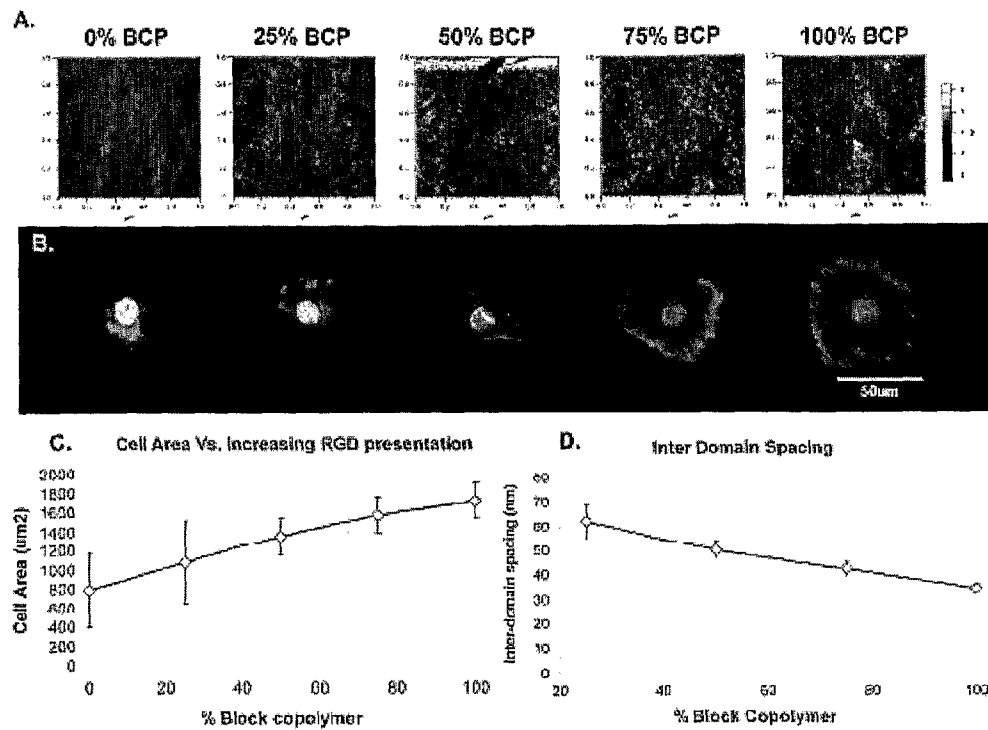 A.
0% BCP
25% BCP
50% BCP
75% BCP
100% BCP
B.
50um
C.
Cell Area Vs. Increasing RGD presentation
Cell Area (um2)
2000
1800
1600
1400
1200
1000
800
600
400
200
0
0
20
40
60
80
100
% Block copolymer
D.
Inter Domain Spacing
Inter-domain spacing (nm)
80
70
60
50
40
30
20
10
0
20
40
60
80
100
% Block Copolymer